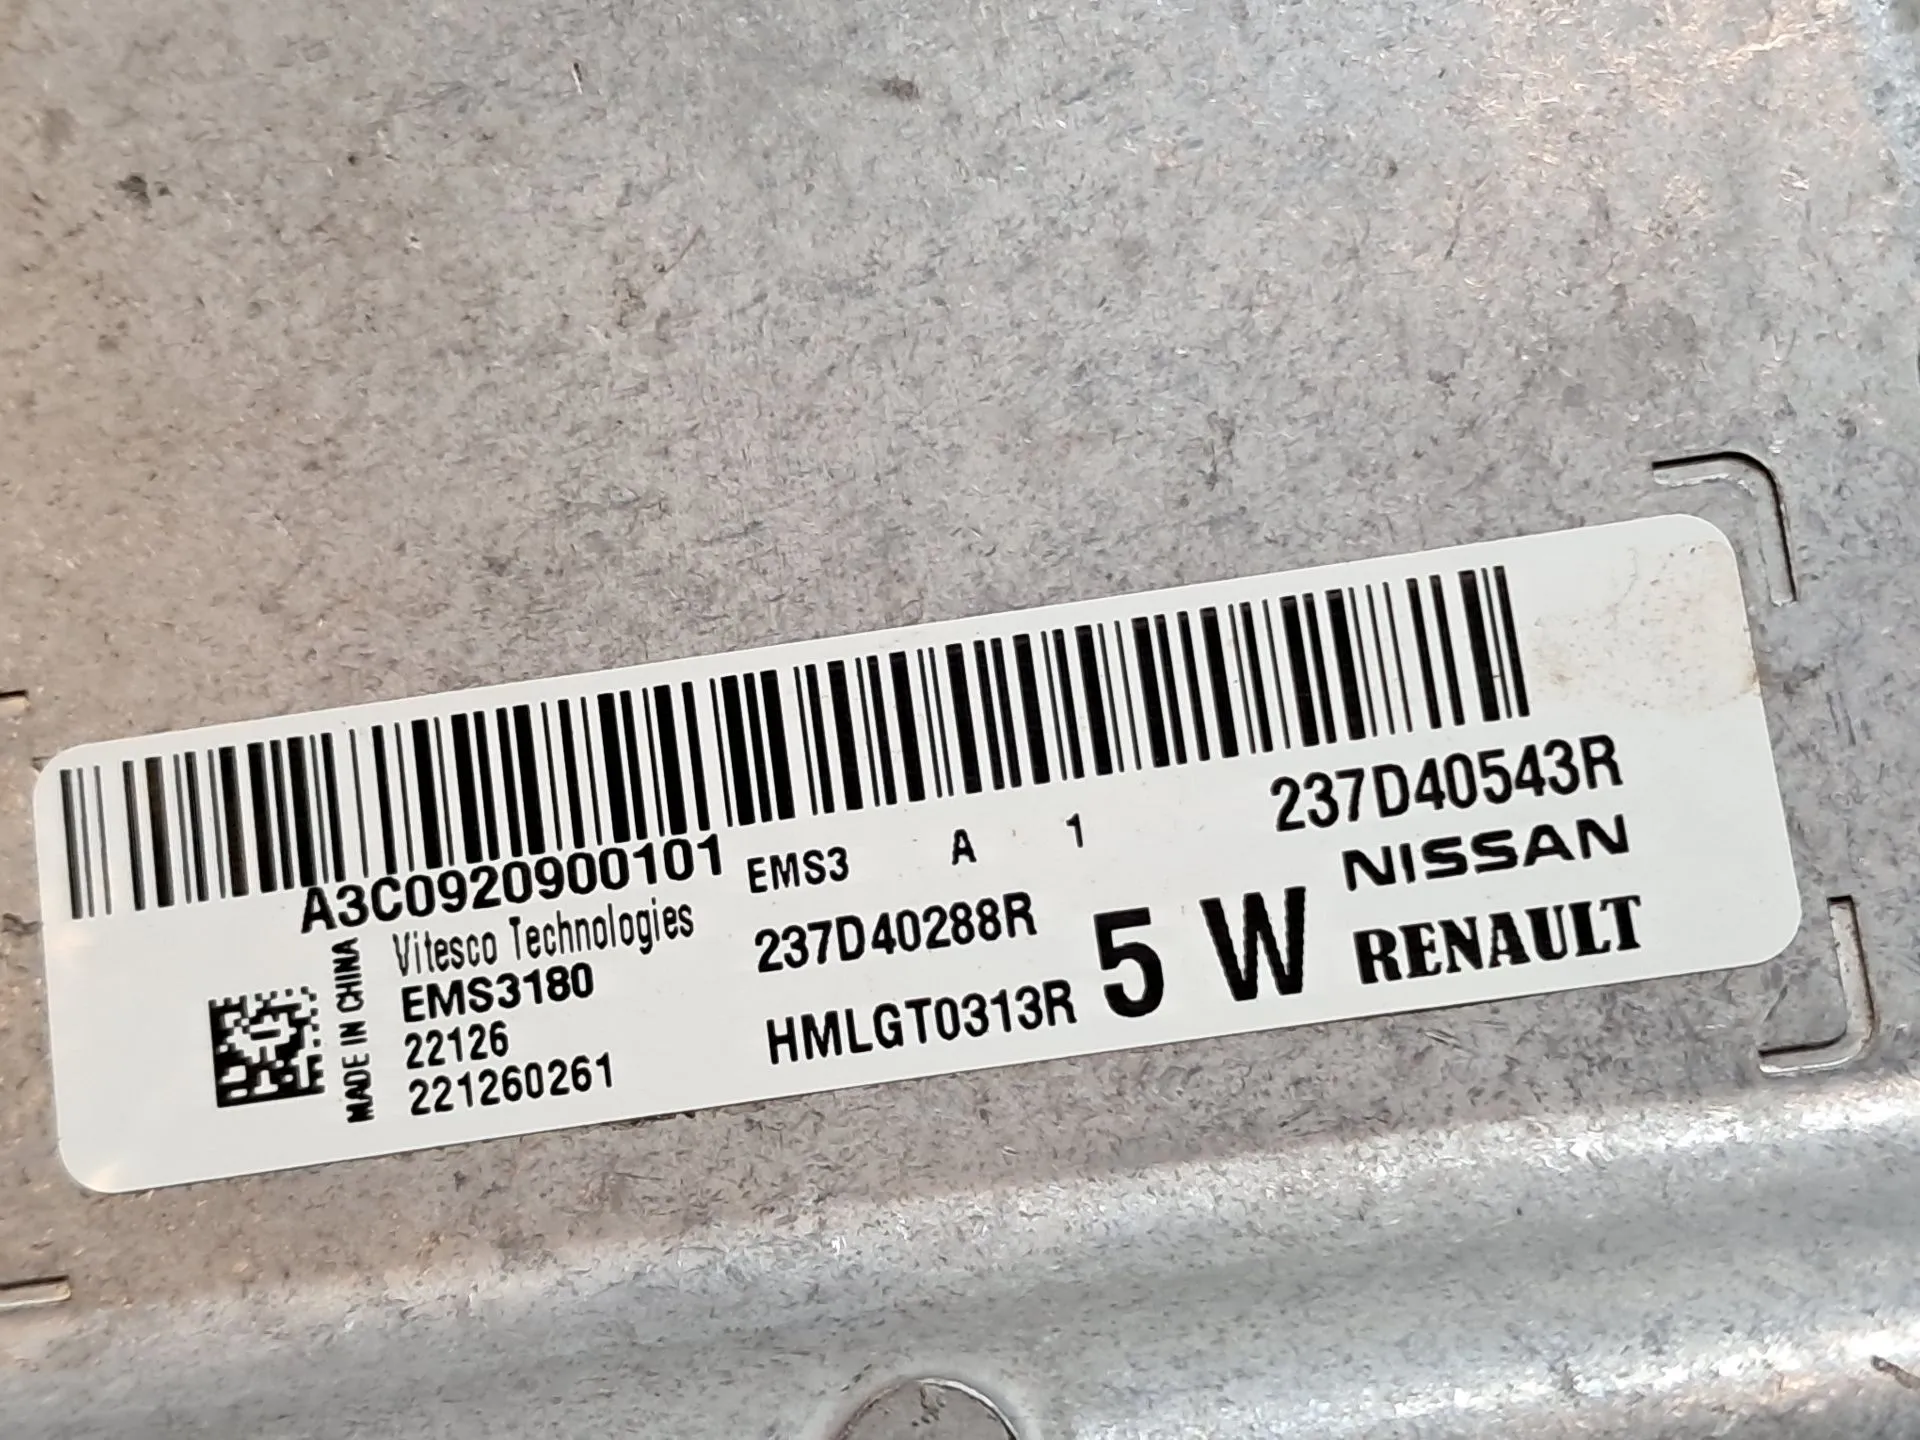 A3C0920900101
EMS3 A 1
237D40543R
MADE IN CHINA
Vitesco Technologies
EMS3180
22126
221260261
237D40288R
HMLGT0313R
5 W
NISSAN
RENAULT